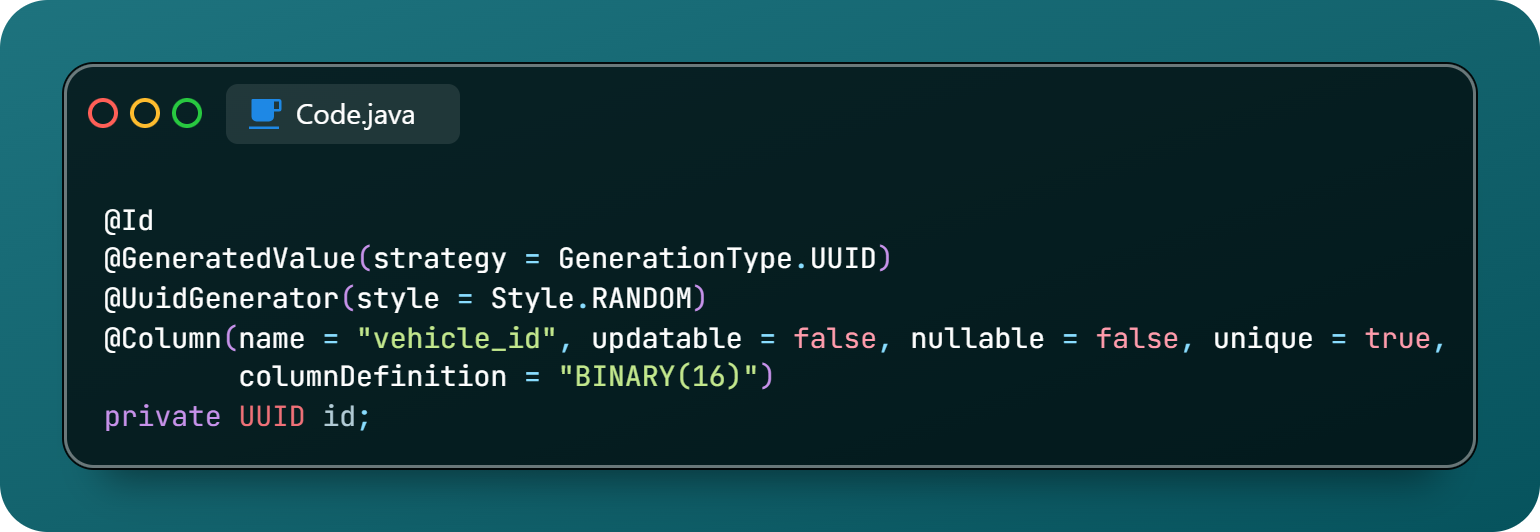 Code.java
@Id
@GeneratedValue(strategy = GenerationType.UUID)
@UuidGenerator(style = Style.RANDOM)
@Column(name = "vehicle_id", updatable = false, nullable = false, unique = true,
        columnDefinition = "BINARY(16)")
private UUID id;